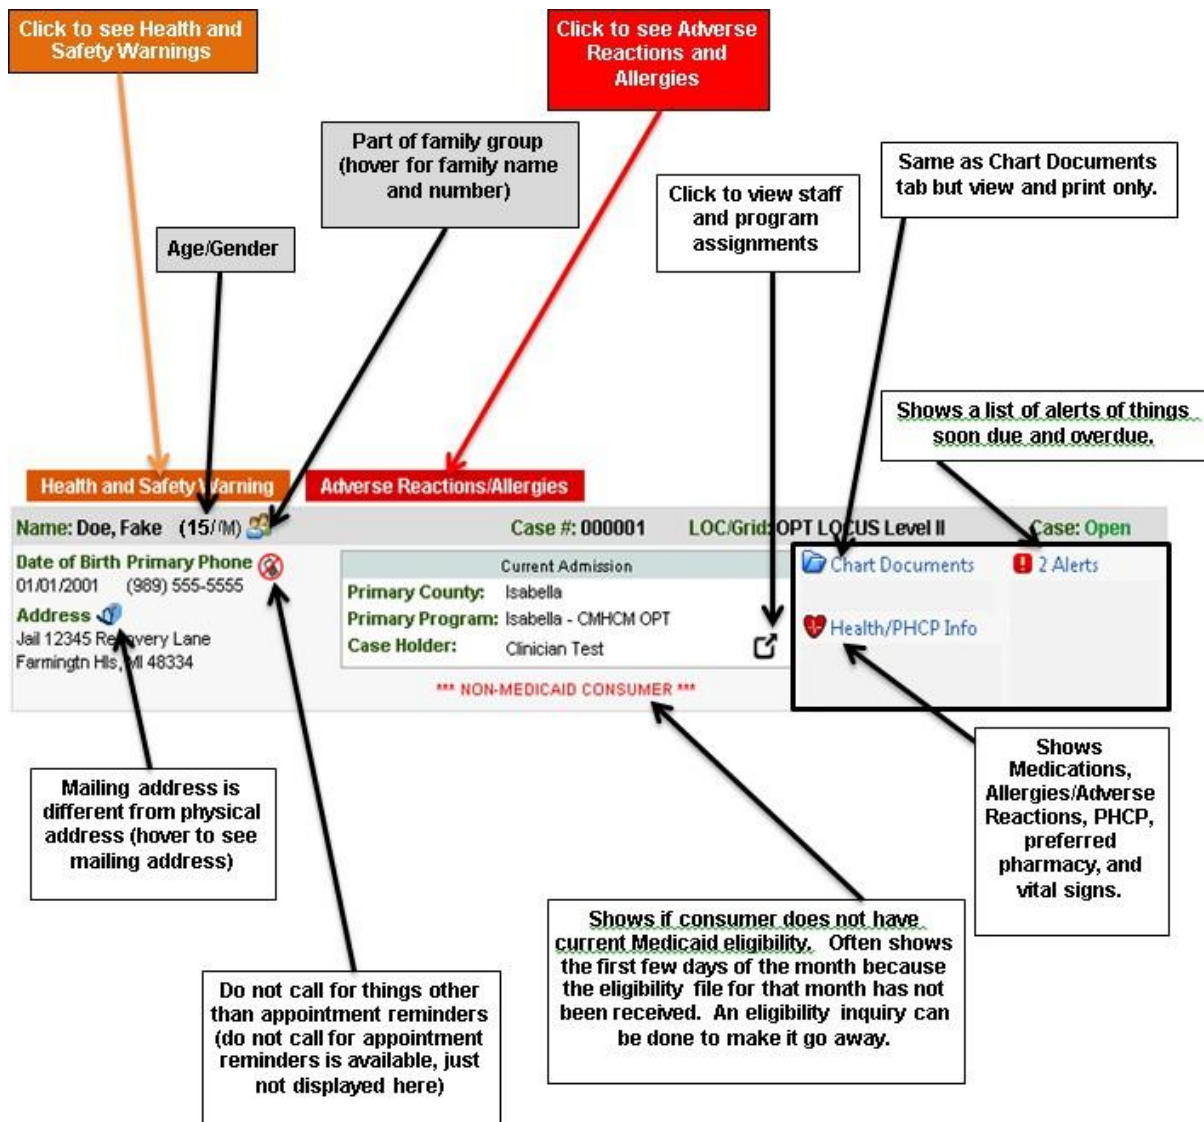 Click to see Health and
Safety Warnings
Click to see Adverse
Reactions and
Allergies
Part of family group
(hover for family name
and number)
Same as Chart Documents
tab but view and print only.
Click to view staff
and program
assignments
Age/Gender
Shows a list of alerts of things
soon due and overdue.
Health and Safety Warning
Adverse Reactions/Allergies
Name: Doe, Fake (15/M) Case #: 000001 LOC/Grid: OPT LOCUS Level II Case: Open
Date of Birth Primary Phone
01/01/2001 (989) 555-5555
Address
Jail 12345 Recovery Lane
Farmingtn Hls, MI 48334
Current Admission
Primary County: Isabella
Primary Program: Isabella - CMHCM OPT
Case Holder: Clinician Test
*** NON-MEDICAID CONSUMER ***
Chart Documents
2 Alerts
Health/PHCP Info
Mailing address is
different from physical
address (hover to see
mailing address)
Shows
Medications,
Allergies/Adverse
Reactions, PHCP,
preferred
pharmacy, and
vital signs.
Shows if consumer does not have
current Medicaid eligibility. Often shows
the first few days of the month because
the eligibility file for that month has not
been received. An eligibility inquiry can
be done to make it go away.
Do not call for things other
than appointment reminders
(do not call for appointment
reminders is available, just
not displayed here)